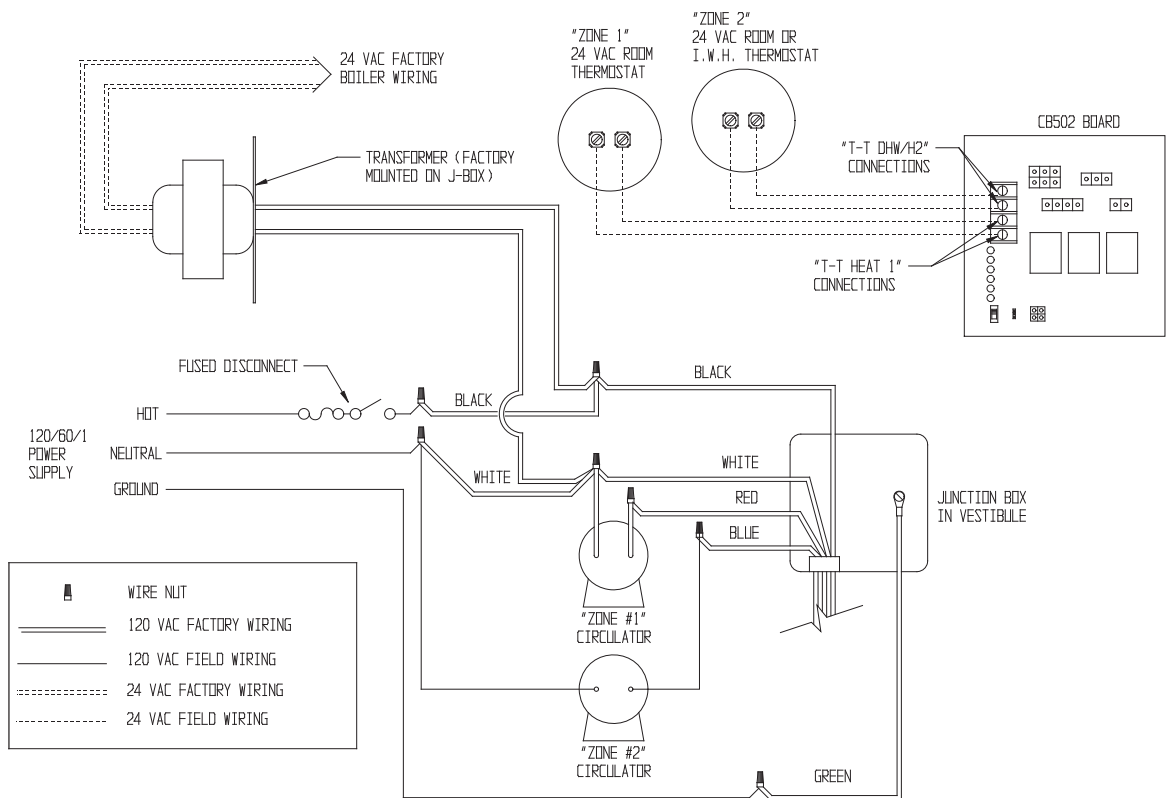 24 VAC FACTORY
BOILER WIRING
"ZONE 1"
24 VAC ROOM
THERMOSTAT
"ZONE 2"
24 VAC ROOM OR
I.W.H. THERMOSTAT
CB502 BOARD
TRANSFORMER (FACTORY
MOUNTED ON J-BOX)
"T-T DHW/H2"
CONNECTIONS
"T-T HEAT 1"
CONNECTIONS
FUSED DISCONNECT
BLACK
BLACK
HOT
120/60/1
POWER
SUPPLY
NEUTRAL
GROUND
WHITE
WHITE
RED
BLUE
JUNCTION BOX
IN VESTIBULE
WIRE NUT
120 VAC FACTORY WIRING
120 VAC FIELD WIRING
24 VAC FACTORY WIRING
24 VAC FIELD WIRING
"ZONE #1"
CIRCULATOR
"ZONE #2"
CIRCULATOR
GREEN